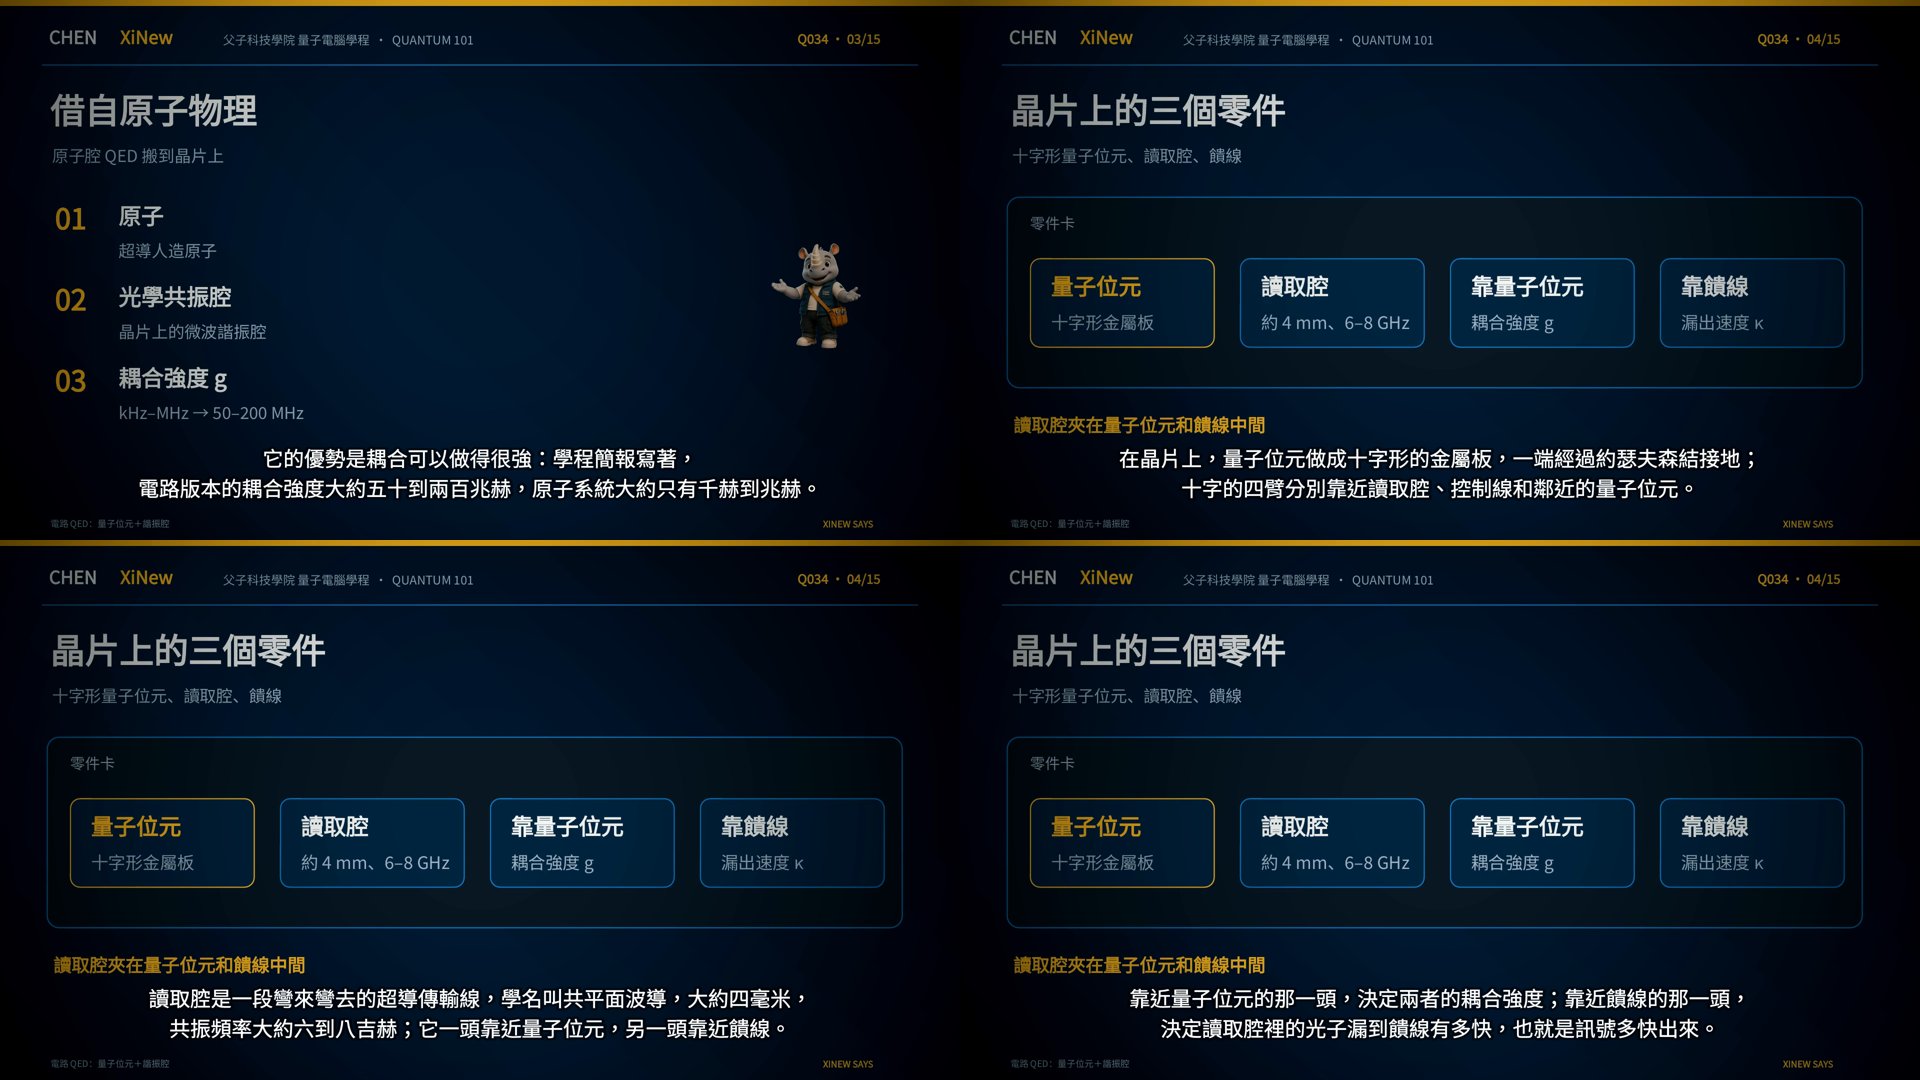 CHEN XiNew 父子科技學院 量子電腦學程 · QUANTUM 101 Q034 · 03/15
借自原子物理
原子腔 QED 搬到晶片上
01 原子
超導人造原子
02 光學共振腔
晶片上的微波諧振腔
03 耦合強度 g
kHz–MHz → 50–200 MHz
它的優勢是耦合可以做得很強：學程簡報寫著，
電路版本的耦合強度大約五十到兩百兆赫，原子系統大約只有千赫到兆赫。
電路 QED：量子位元＋諧振腔 XINEW SAYS
CHEN XiNew 父子科技學院 量子電腦學程 · QUANTUM 101 Q034 · 04/15
晶片上的三個零件
十字形量子位元、讀取腔、饋線
零件卡
量子位元 讀取腔 靠量子位元 靠饋線
十字形金屬板 約 4 mm、6–8 GHz 耦合強度 g 漏出速度 κ
讀取腔夾在量子位元和饋線中間
在晶片上，量子位元做成十字形的金屬板，一端經過約瑟夫森結接地；
十字的四臂分別靠近讀取腔、控制線和鄰近的量子位元。
電路 QED：量子位元＋諧振腔 XINEW SAYS
CHEN XiNew 父子科技學院 量子電腦學程 · QUANTUM 101 Q034 · 04/15
晶片上的三個零件
十字形量子位元、讀取腔、饋線
零件卡
量子位元 讀取腔 靠量子位元 靠饋線
十字形金屬板 約 4 mm、6–8 GHz 耦合強度 g 漏出速度 κ
讀取腔夾在量子位元和饋線中間
讀取腔是一段彎來彎去的超導傳輸線，學名叫共平面波導，大約四毫米，
共振頻率大約六到八吉赫；它一頭靠近量子位元，另一頭靠近饋線。
電路 QED：量子位元＋諧振腔 XINEW SAYS
CHEN XiNew 父子科技學院 量子電腦學程 · QUANTUM 101 Q034 · 04/15
晶片上的三個零件
十字形量子位元、讀取腔、饋線
零件卡
量子位元 讀取腔 靠量子位元 靠饋線
十字形金屬板 約 4 mm、6–8 GHz 耦合強度 g 漏出速度 κ
讀取腔夾在量子位元和饋線中間
靠近量子位元的那一頭，決定兩者的耦合強度；靠近饋線的那一頭，
決定讀取腔裡的光子漏到饋線有多快，也就是訊號多快出來。
電路 QED：量子位元＋諧振腔 XINEW SAYS